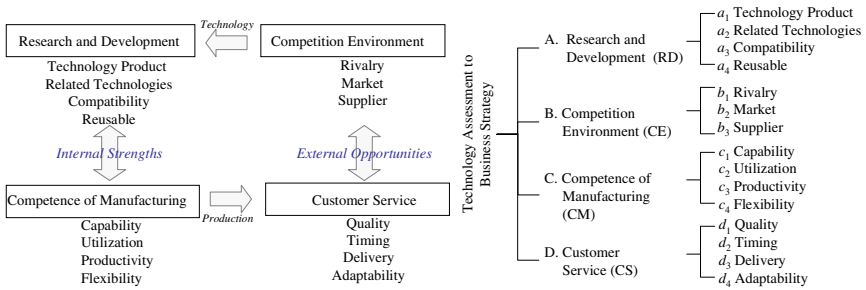 Technology
Research and Development
Competition Environment
Technology Product
Related Technologies
Compatibility
Reusable
Rivalry
Market
Supplier
Internal Strengths
External Opportunities
Competence of Manufacturing
Production
Customer Service
Capability
Utilization
Productivity
Flexibility
Quality
Timing
Delivery
Adaptability
Technology Assessment to
Business Strategy
A. Research and
Development (RD)
a1 Technology Product
a2 Related Technologies
a3 Compatibility
a4 Reusable
B. Competition
Environment (CE)
b1 Rivalry
b2 Market
b3 Supplier
C. Competence of
Manufacturing
(CM)
c1 Capability
c2 Utilization
c3 Productivity
c4 Flexibility
D. Customer
Service (CS)
d1 Quality
d2 Timing
d3 Delivery
d4 Adaptability